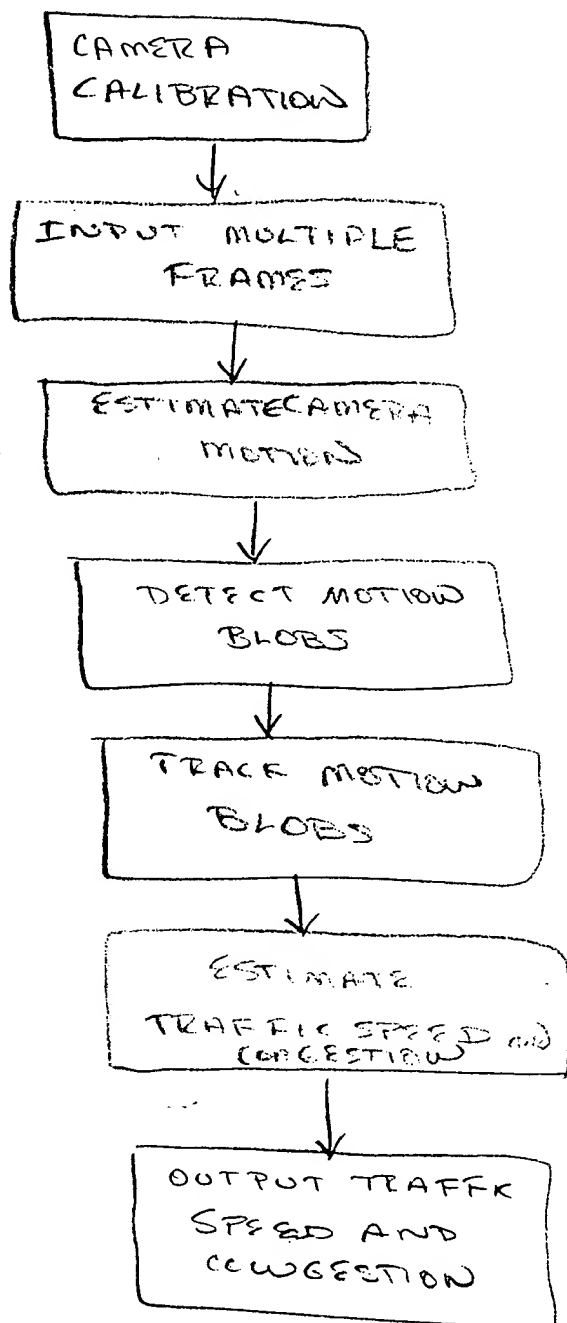 CAMERA
CALIBRATION
INPUT MULTIPLE
FRAMES
ESTIMATE CAMERA
MOTION
DETECT MOTION
BLOBS
TRACK MOTION
BLOBS
ESTIMATE
TRAFFIC SPEED AND
CONGESTION
OUTPUT TRAFFIC
SPEED AND
CONGESTION